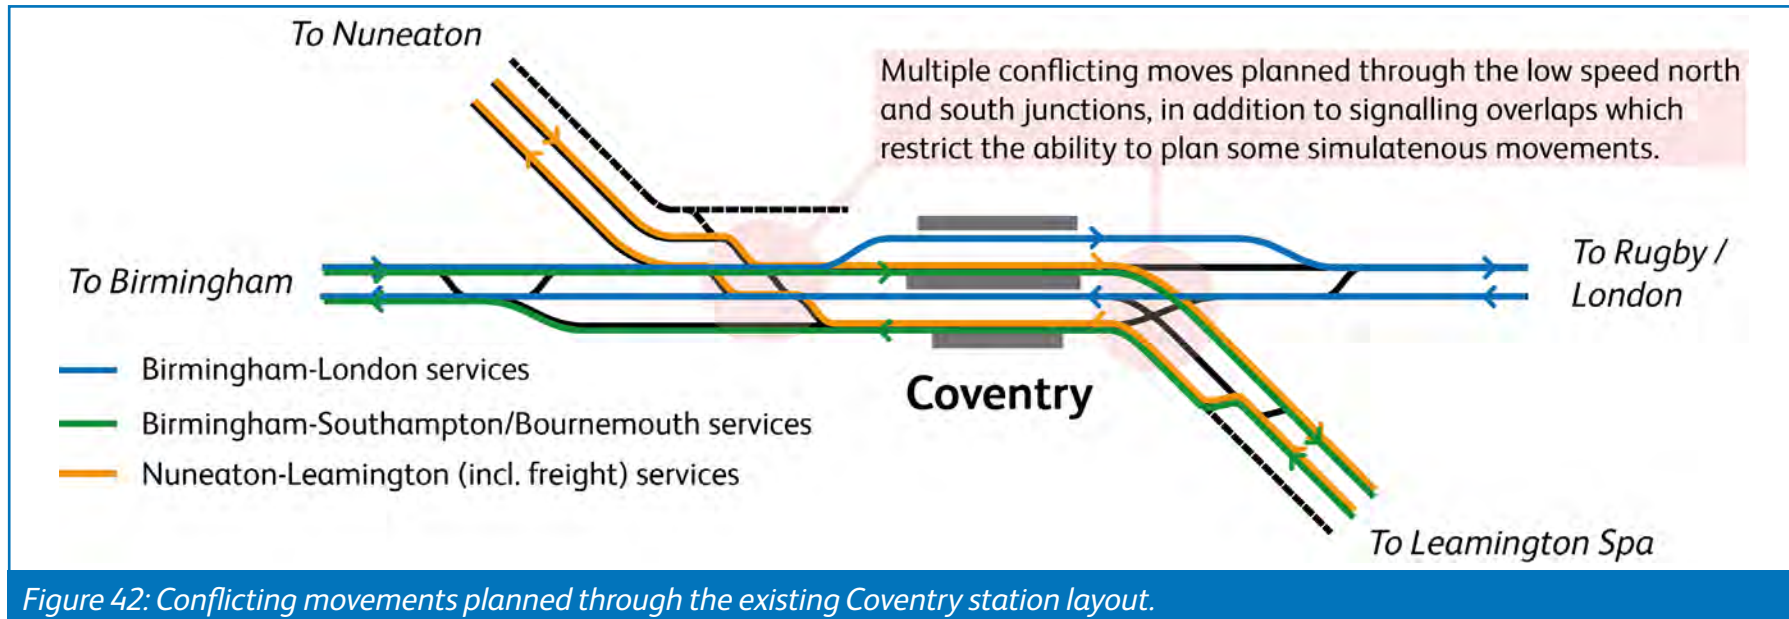 To Nuneaton
Multiple conflicting moves planned through the low speed north
and south junctions, in addition to signalling overlaps which
restrict the ability to plan some simulatenous movements.
To Birmingham
To Rugby /
London
Birmingham-London services
Coventry
Birmingham-Southampton/Bournemouth services
Nuneaton-Leamington (incl. freight) services
To Leamington Spa
Figure 42: Conflicting movements planned through the existing Coventry station layout.